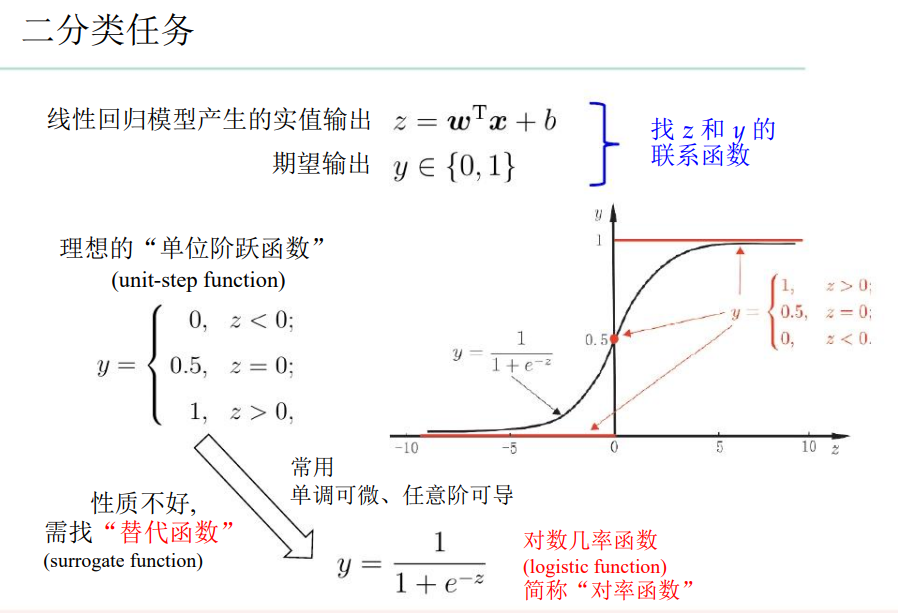 二分类任务
线性回归模型产生的实值输出 z = wᵀx + b
期望输出 y ∈ {0, 1}
找 z 和 y 的
联系函数
理想的“单位阶跃函数”
(unit-step function)
y = { 0, z < 0;
0.5, z = 0;
1, z > 0,
y
1
0.5
y = 1 / (1 + e^{-z})
y = { 1, z > 0;
0.5, z = 0;
0, z < 0.
-10 -5 0 5 10 z
常用
单调可微、任意阶可导
性质不好,
需找“替代函数”
(surrogate function)
y = 1 / (1 + e^{-z})
对数几率函数
(logistic function)
简称“对率函数”